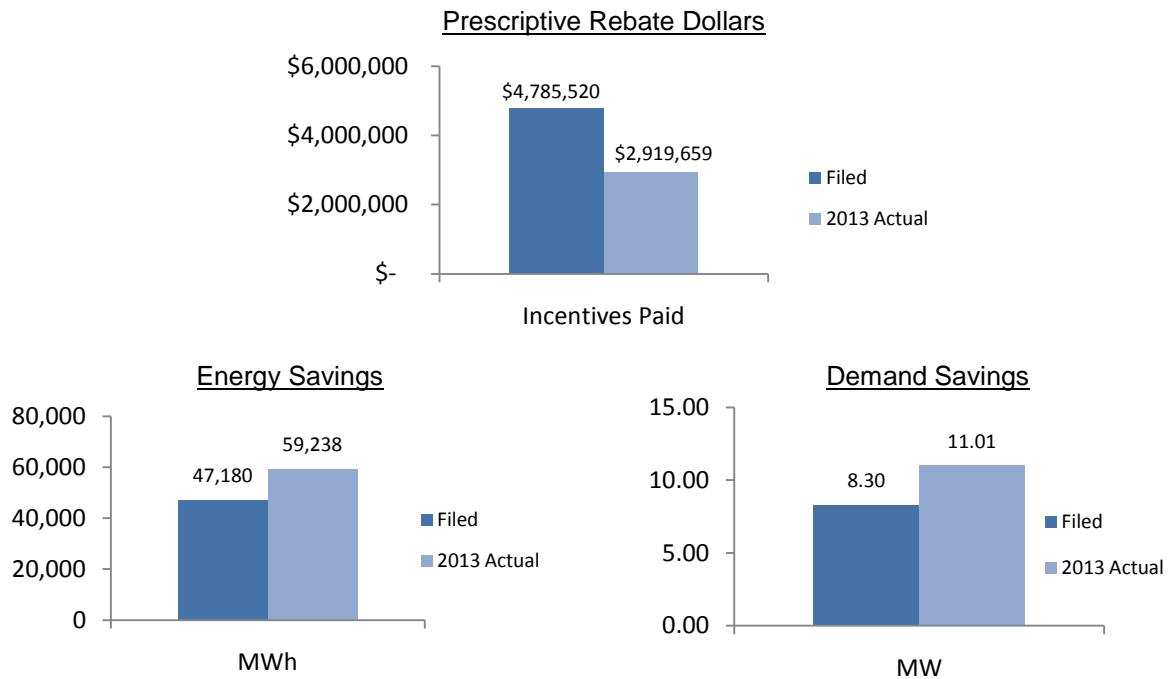 Prescriptive Rebate Dollars
$6,000,000
$4,000,000
$2,000,000
$-
$4,785,520
$2,919,659
Filed
2013 Actual
Incentives Paid
Energy Savings
80,000
60,000
40,000
20,000
0
47,180
59,238
Filed
2013 Actual
MWh
Demand Savings
15.00
10.00
5.00
0.00
8.30
11.01
Filed
2013 Actual
MW